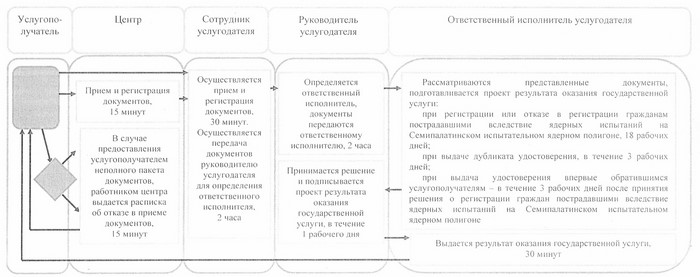 Услугопо-
лучатель
Центр
Сотрудник
услугодателя
Руководитель
услугодателя
Ответственный исполнитель услугодателя
Прием и регистрация
документов,
15 минут
В случае
предоставления
услугополучателем
неполного пакета
документов,
работником центра
выдается расписка
об отказе в приеме
документов,
15 минут
Осуществляется
прием и
регистрация
документов,
30 минут.
Осуществляется
передача
документов
руководителю
услугодателя
для определения
ответственного
исполнителя,
2 часа
Определяется
ответственный
исполнитель,
документы
передаются
ответственному
исполнителю, 2 часа
Принимается решение
и подписывается
проект результата
оказания
государственной
услуги, в течение
1 рабочего дня
Рассматриваются представленные документы,
подготавливается проект результата оказания государственной
услуги:
при регистрации или отказе в регистрации гражданам
пострадавшими вследствие ядерных испытаний на
Семипалатинском испытательном ядерном полигоне, 18 рабочих
дней;
при выдаче дубликата удостоверения, в течение 3 рабочих
дней;
при выдаче удостоверения впервые обратившимся
услугополучателям – в течение 3 рабочих дней после принятия
решения о регистрации граждан пострадавшими вследствие
ядерных испытаний на Семипалатинском испытательном
ядерном полигоне
Выдается результат оказания государственной услуги,
30 минут